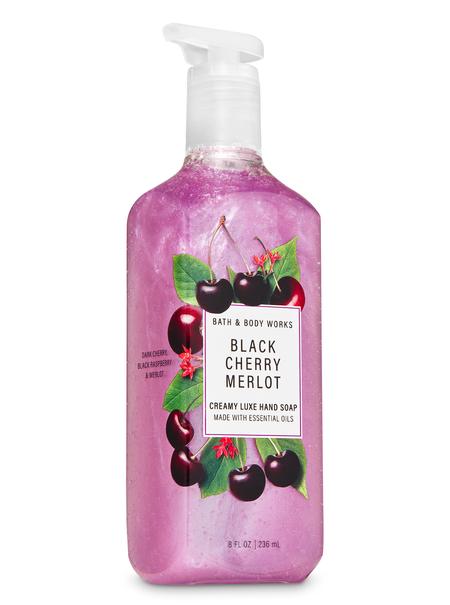 BATH & BODY WORKS
BLACK
CHERRY
MERLOT
CREAMY LUXE HAND SOAP
MADE WITH ESSENTIAL OILS
DARK CHERRY,
BLACK RASPBERRY
& MERLOT
8 FL OZ | 236 mL